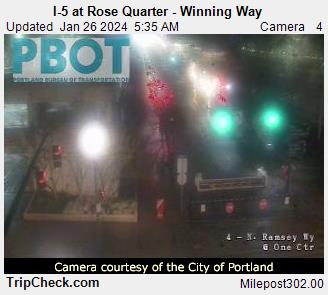 I-5 at Rose Quarter - Winning Way
Updated Jan 26 2024 5:35 AM Camera 4
PBOT
PORTLAND BUREAU OF TRANSPORTATION
4 - N. Ramsey Wy
@ One Ctr
Camera courtesy of the City of Portland
TripCheck.com Milepost302.00